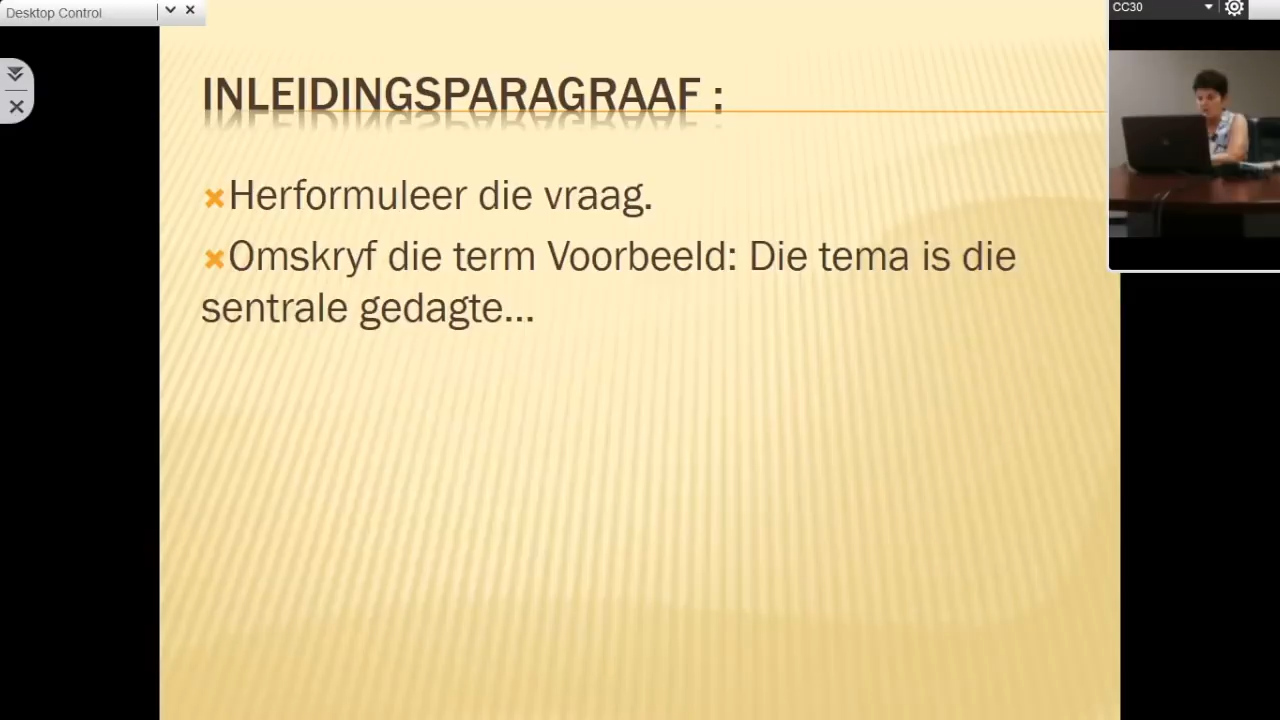 Desktop Control
CC30
INLEIDINGSPARAGRAAF :
Herformuleer die vraag.
Omskryf die term Voorbeeld: Die tema is die
sentrale gedagte...